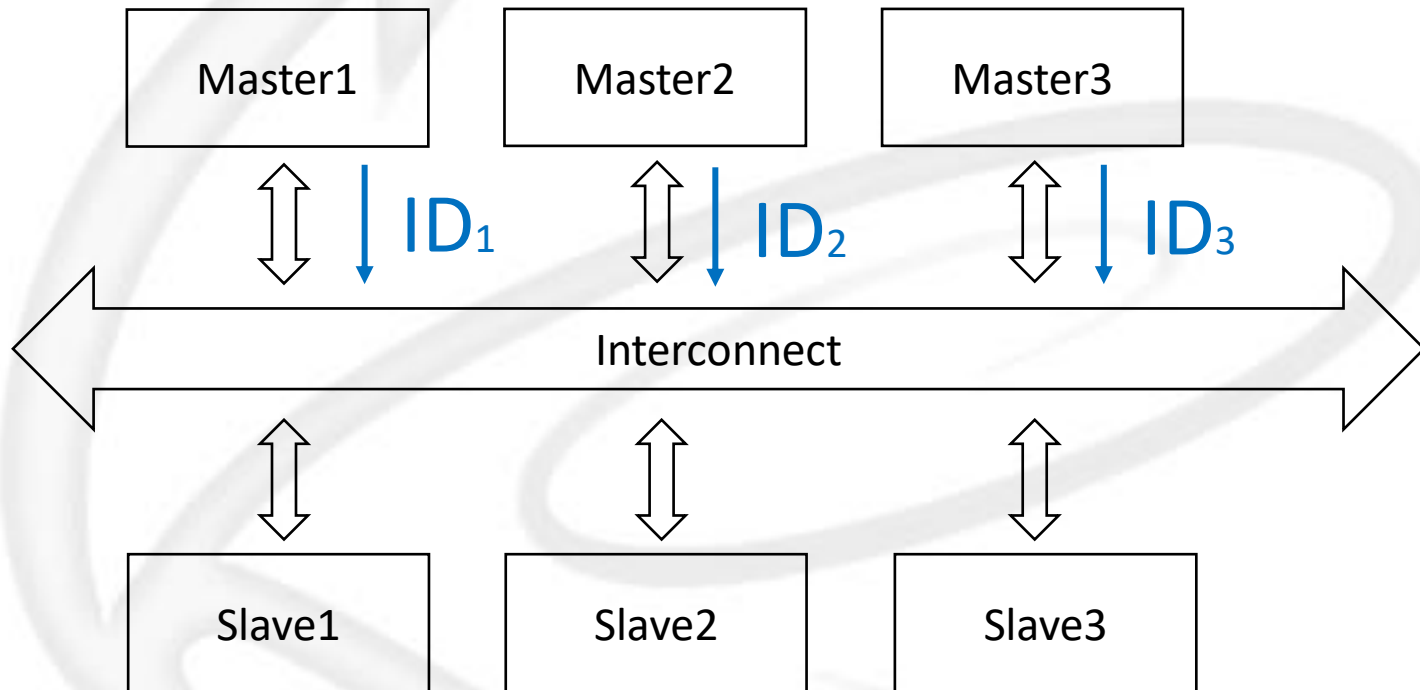 Master1 Master2 Master3
ID₁ ID₂ ID₃
Interconnect
Slave1 Slave2 Slave3